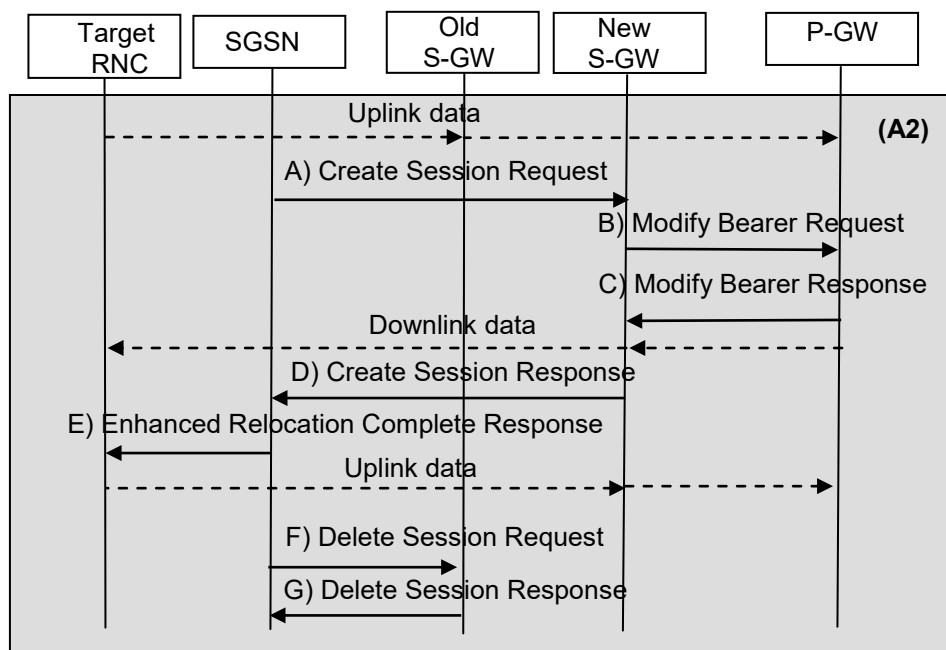 Target
RNC
SGSN
Old
S-GW
New
S-GW
P-GW
Uplink data
(A2)
A) Create Session Request
B) Modify Bearer Request
C) Modify Bearer Response
Downlink data
D) Create Session Response
E) Enhanced Relocation Complete Response
Uplink data
F) Delete Session Request
G) Delete Session Response